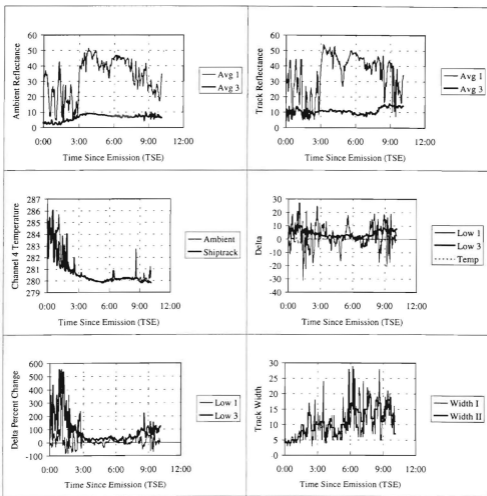 60
50
40
30
20
10
0
Ambient Reflectance
0:00 3:00 6:00 9:00 12:00
Time Since Emission (TSE)
Avg 1
Avg 3
60
50
40
30
20
10
0
Track Reflectance
0:00 3:00 6:00 9:00 12:00
Time Since Emission (TSE)
Avg 1
Avg 3
287
286
285
284
283
282
281
280
279
Channel 4 Temperature
0:00 3:00 6:00 9:00 12:00
Time Since Emission (TSE)
Ambient
Shiptrack
30
20
10
0
-10
-20
-30
-40
Delta
0:00 3:00 6:00 9:00 12:00
Time Since Emission (TSE)
Low 1
Low 3
Temp
600
500
400
300
200
100
0
-100
Delta Percent Change
0:00 3:00 6:00 9:00 12:00
Time Since Emission (TSE)
Low 1
Low 3
30
25
20
15
10
5
0
Track Width
0:00 3:00 6:00 9:00 12:00
Time Since Emission (TSE)
Width I
Width II